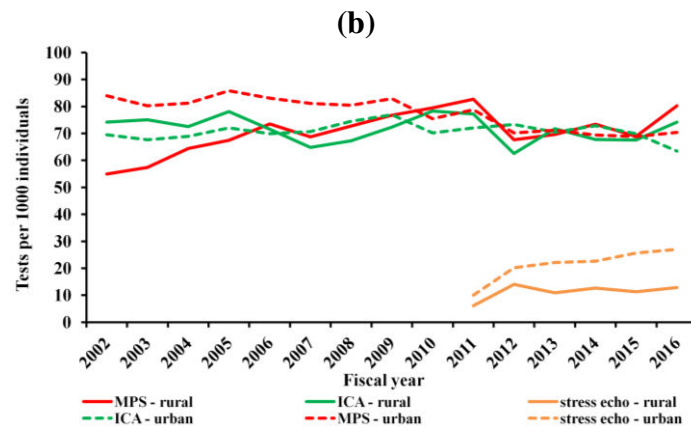 (b)
Tests per 1000 individuals
100
90
80
70
60
50
40
30
20
10
0
2002 2003 2004 2005 2006 2007 2008 2009 2010 2011 2012 2013 2014 2015 2016
Fiscal year
MPS - rural ICA - rural stress echo - rural
ICA - urban MPS - urban stress echo - urban